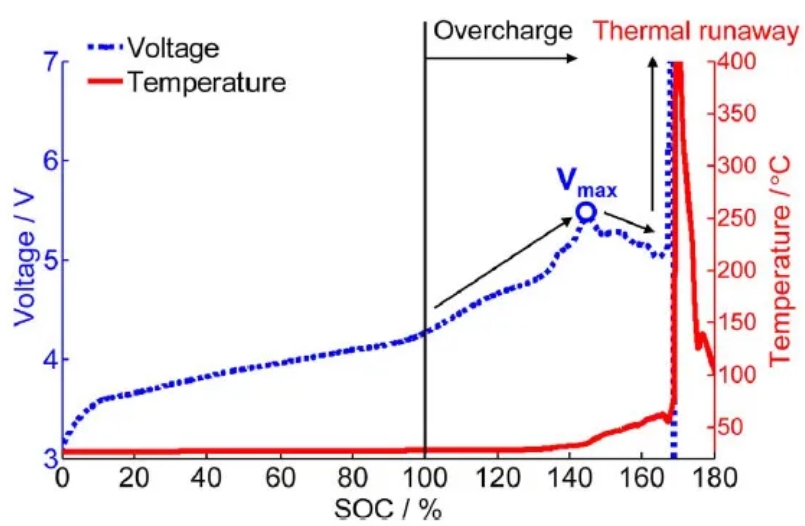 Overcharge Thermal runaway
Voltage
Temperature
7
6
5
4
3
Voltage / V
V max
400
350
300
250
200
150
100
50
Temperature / °C
0 20 40 60 80 100 120 140 160 180
SOC / %